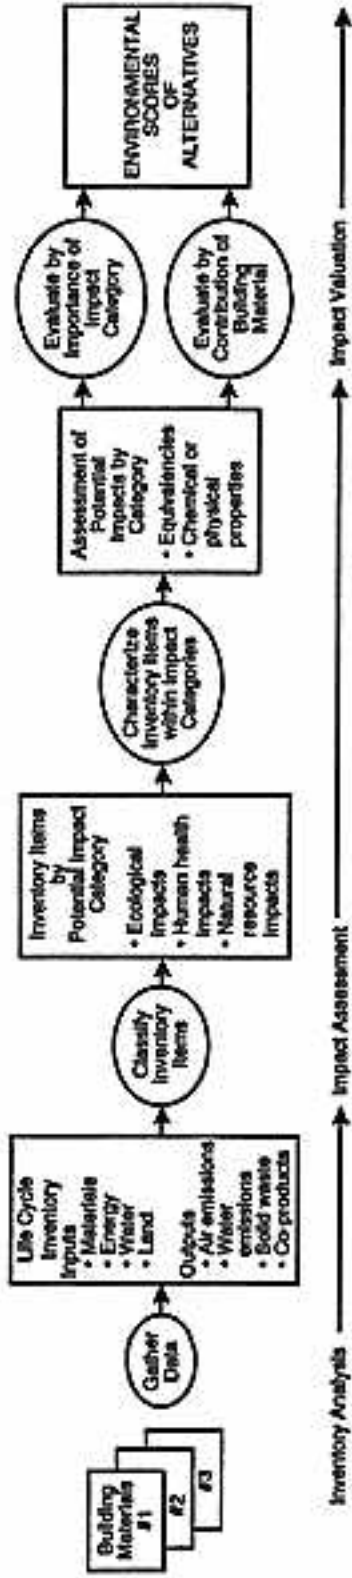 Building
Materials
#1
#2
#3
Gather
Data
Life Cycle
Inventory
Inputs
• Materials
• Energy
• Water
• Land
Outputs
• Air emissions
• Water
emissions
• Solid waste
• Co-products
Classify
Inventory
Items
Inventory Items
by
Potential Impact
Category
• Ecological
Impacts
• Human health
Impacts
• Natural
resource
Impacts
Characterize
Inventory Items
within Impact
Categories
Assessment of
Potential
Impacts by
Category
• Equivalencies
• Chemical or
physical
properties
Evaluate by
Importance of
Impact
Category
Evaluate by
Contribution of
Building
Material
ENVIRONMENTAL
SCORES
OF
ALTERNATIVES
Inventory Analysis
Impact Assessment
Impact Valuation